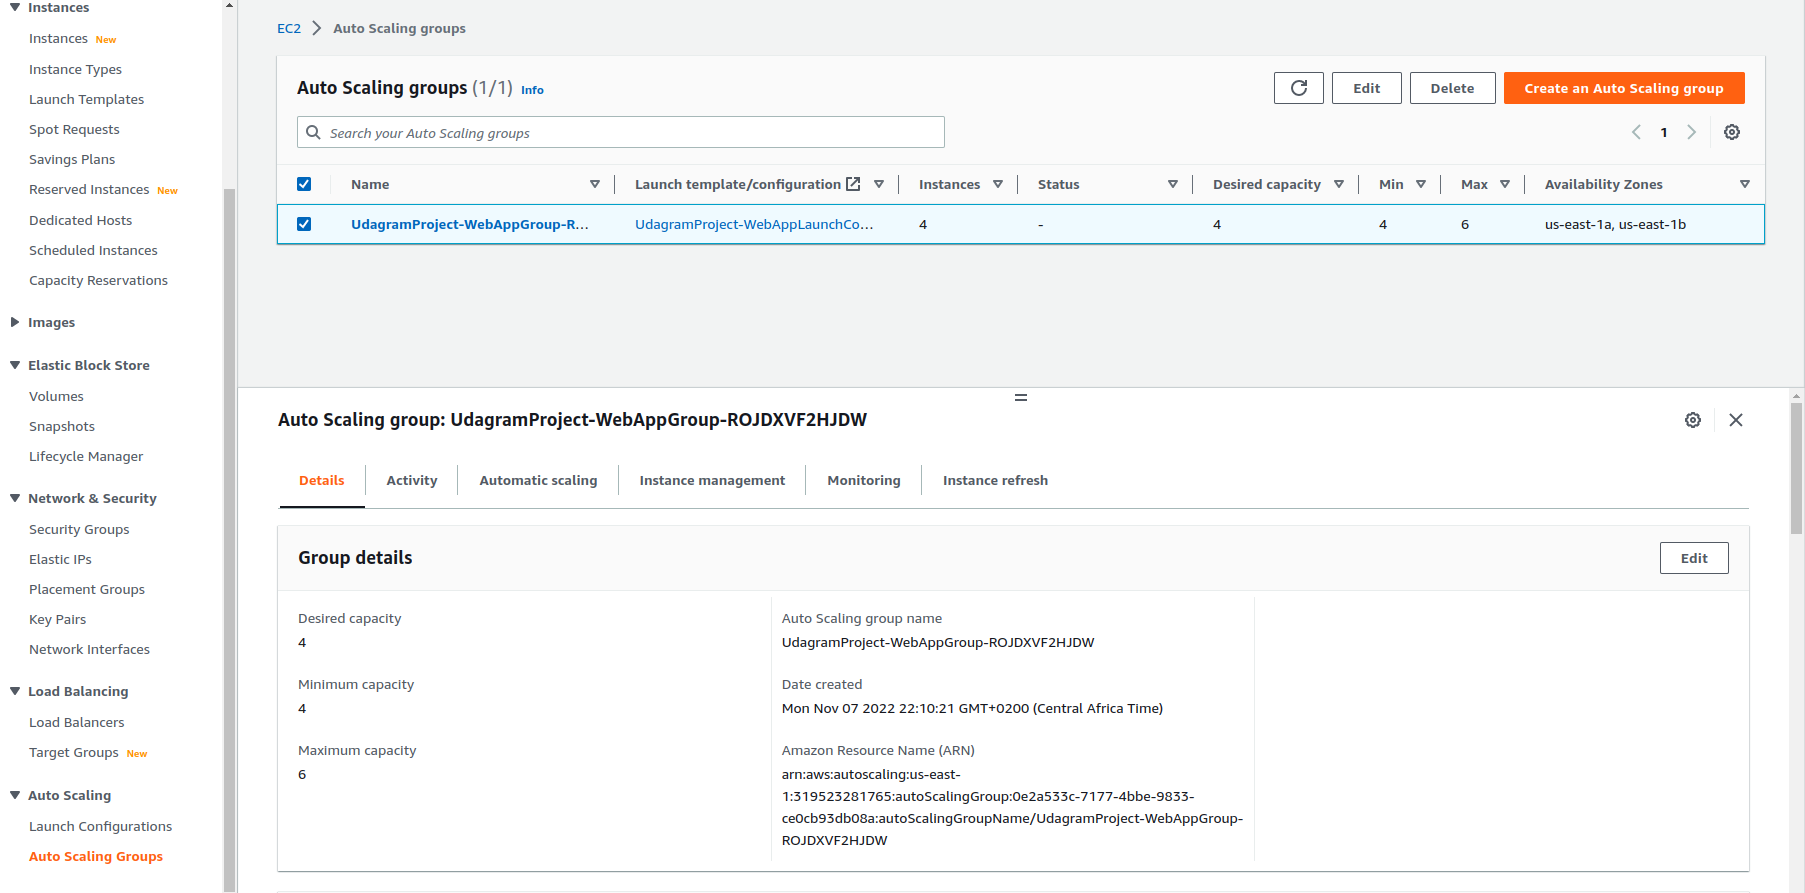 Instances
Instances New
Instance Types
Launch Templates
Spot Requests
Savings Plans
Reserved Instances New
Dedicated Hosts
Scheduled Instances
Capacity Reservations
Images
Elastic Block Store
Volumes
Snapshots
Lifecycle Manager
Network & Security
Security Groups
Elastic IPs
Placement Groups
Key Pairs
Network Interfaces
Load Balancing
Load Balancers
Target Groups New
Auto Scaling
Launch Configurations
Auto Scaling Groups
EC2 > Auto Scaling groups
Auto Scaling groups (1/1) Info
Edit
Delete
Create an Auto Scaling group
Search your Auto Scaling groups
1
Name Launch template/configuration Instances Status Desired capacity Min Max Availability Zones
UdagramProject-WebAppGroup-R... UdagramProject-WebAppLaunchCo... 4 - 4 4 6 us-east-1a, us-east-1b
Auto Scaling group: UdagramProject-WebAppGroup-ROJDXVF2HJDW
Details Activity Automatic scaling Instance management Monitoring Instance refresh
Group details
Edit
Desired capacity
4
Minimum capacity
4
Maximum capacity
6
Auto Scaling group name
UdagramProject-WebAppGroup-ROJDXVF2HJDW
Date created
Mon Nov 07 2022 22:10:21 GMT+0200 (Central Africa Time)
Amazon Resource Name (ARN)
arn:aws:autoscaling:us-east-
1:319523281765:autoScalingGroup:0e2a533c-7177-4bbe-9833-
ce0cb93db08a:autoScalingGroupName/UdagramProject-WebAppGroup-
ROJDXVF2HJDW